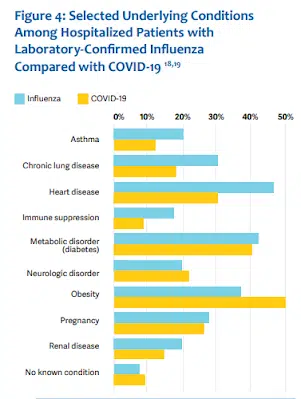 Figure 4: Selected Underlying Conditions
Among Hospitalized Patients with
Laboratory-Confirmed Influenza
Compared with COVID-19 18,19
Influenza COVID-19
0% 10% 20% 30% 40% 50%
Asthma
Chronic lung disease
Heart disease
Immune suppression
Metabolic disorder
(diabetes)
Neurologic disorder
Obesity
Pregnancy
Renal disease
No known condition